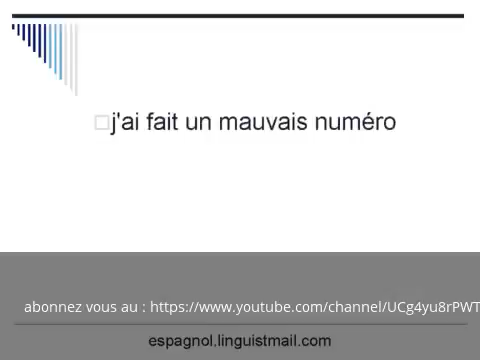 j'ai fait un mauvais numéro
abonnez vous au : https://www.youtube.com/channel/UCg4yu8rPWT
espagnol.linguistmail.com